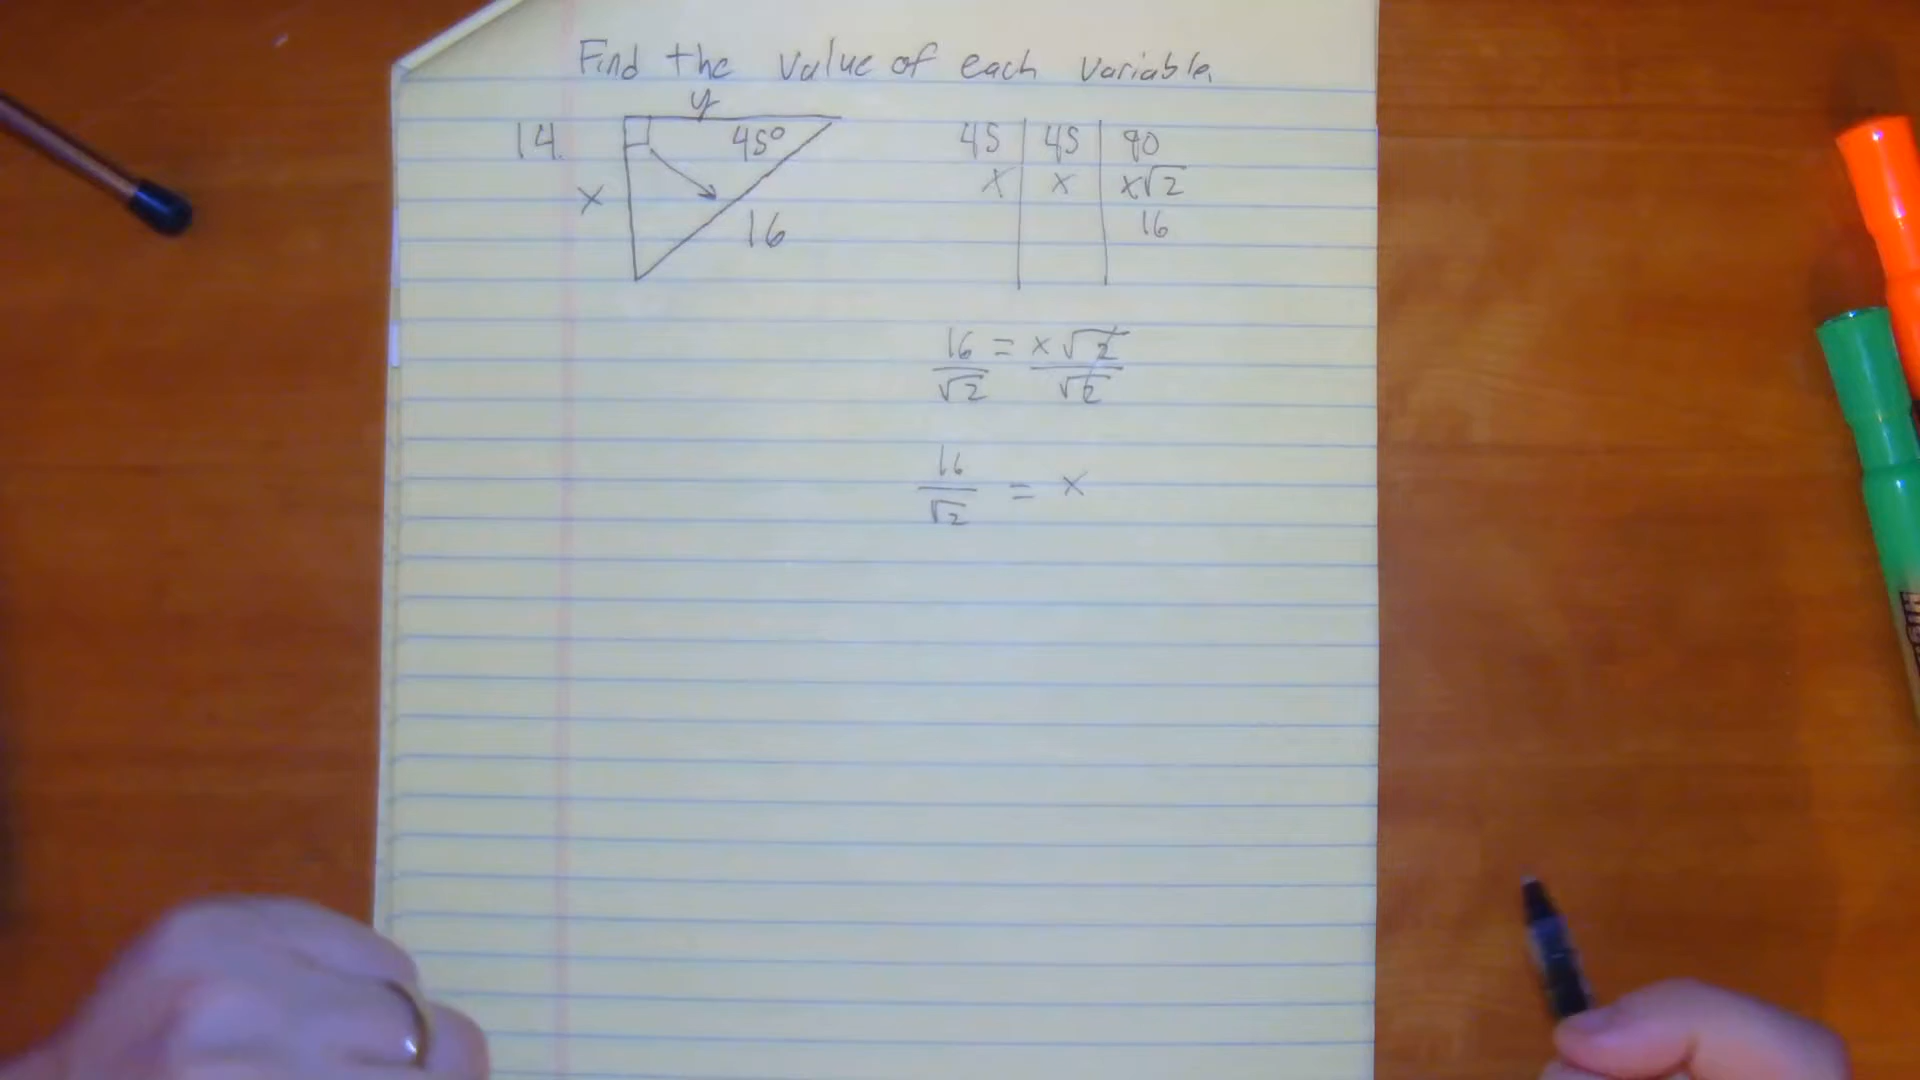 Find the value of each variable.
y
14. 45° 45 45 90
x x x x√2
16 16
16 = x√2
√2 √2
16
√2 = x